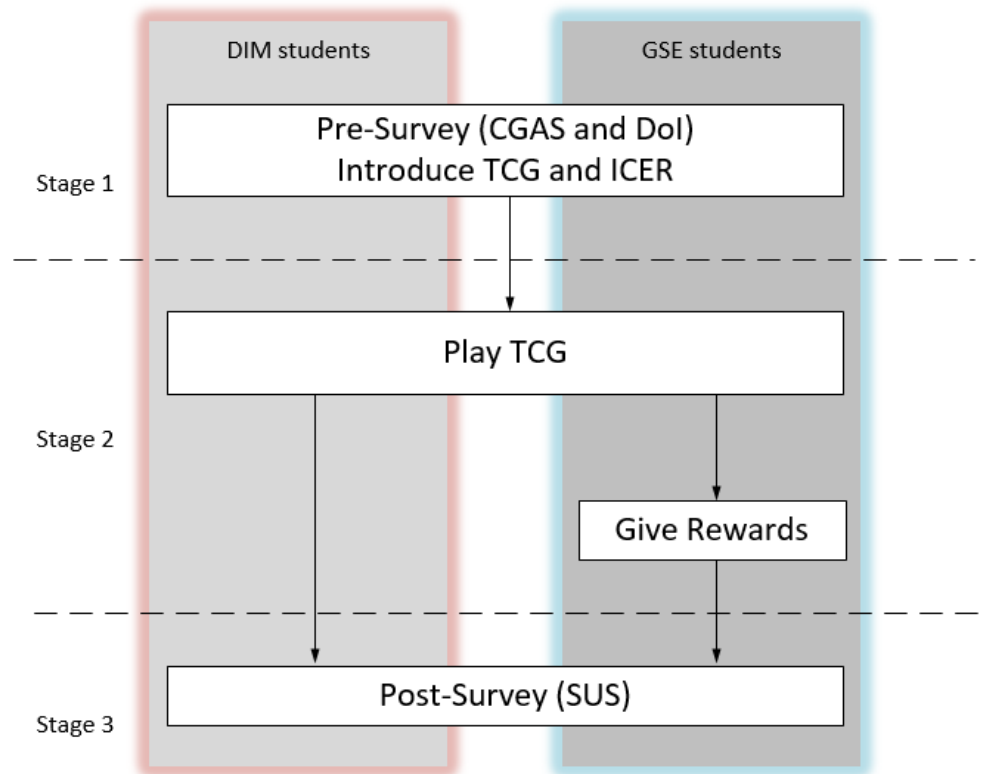 DIM students
GSE students
Pre-Survey (CGAS and DoI)
Introduce TCG and ICER
Stage 1
Play TCG
Stage 2
Give Rewards
Post-Survey (SUS)
Stage 3